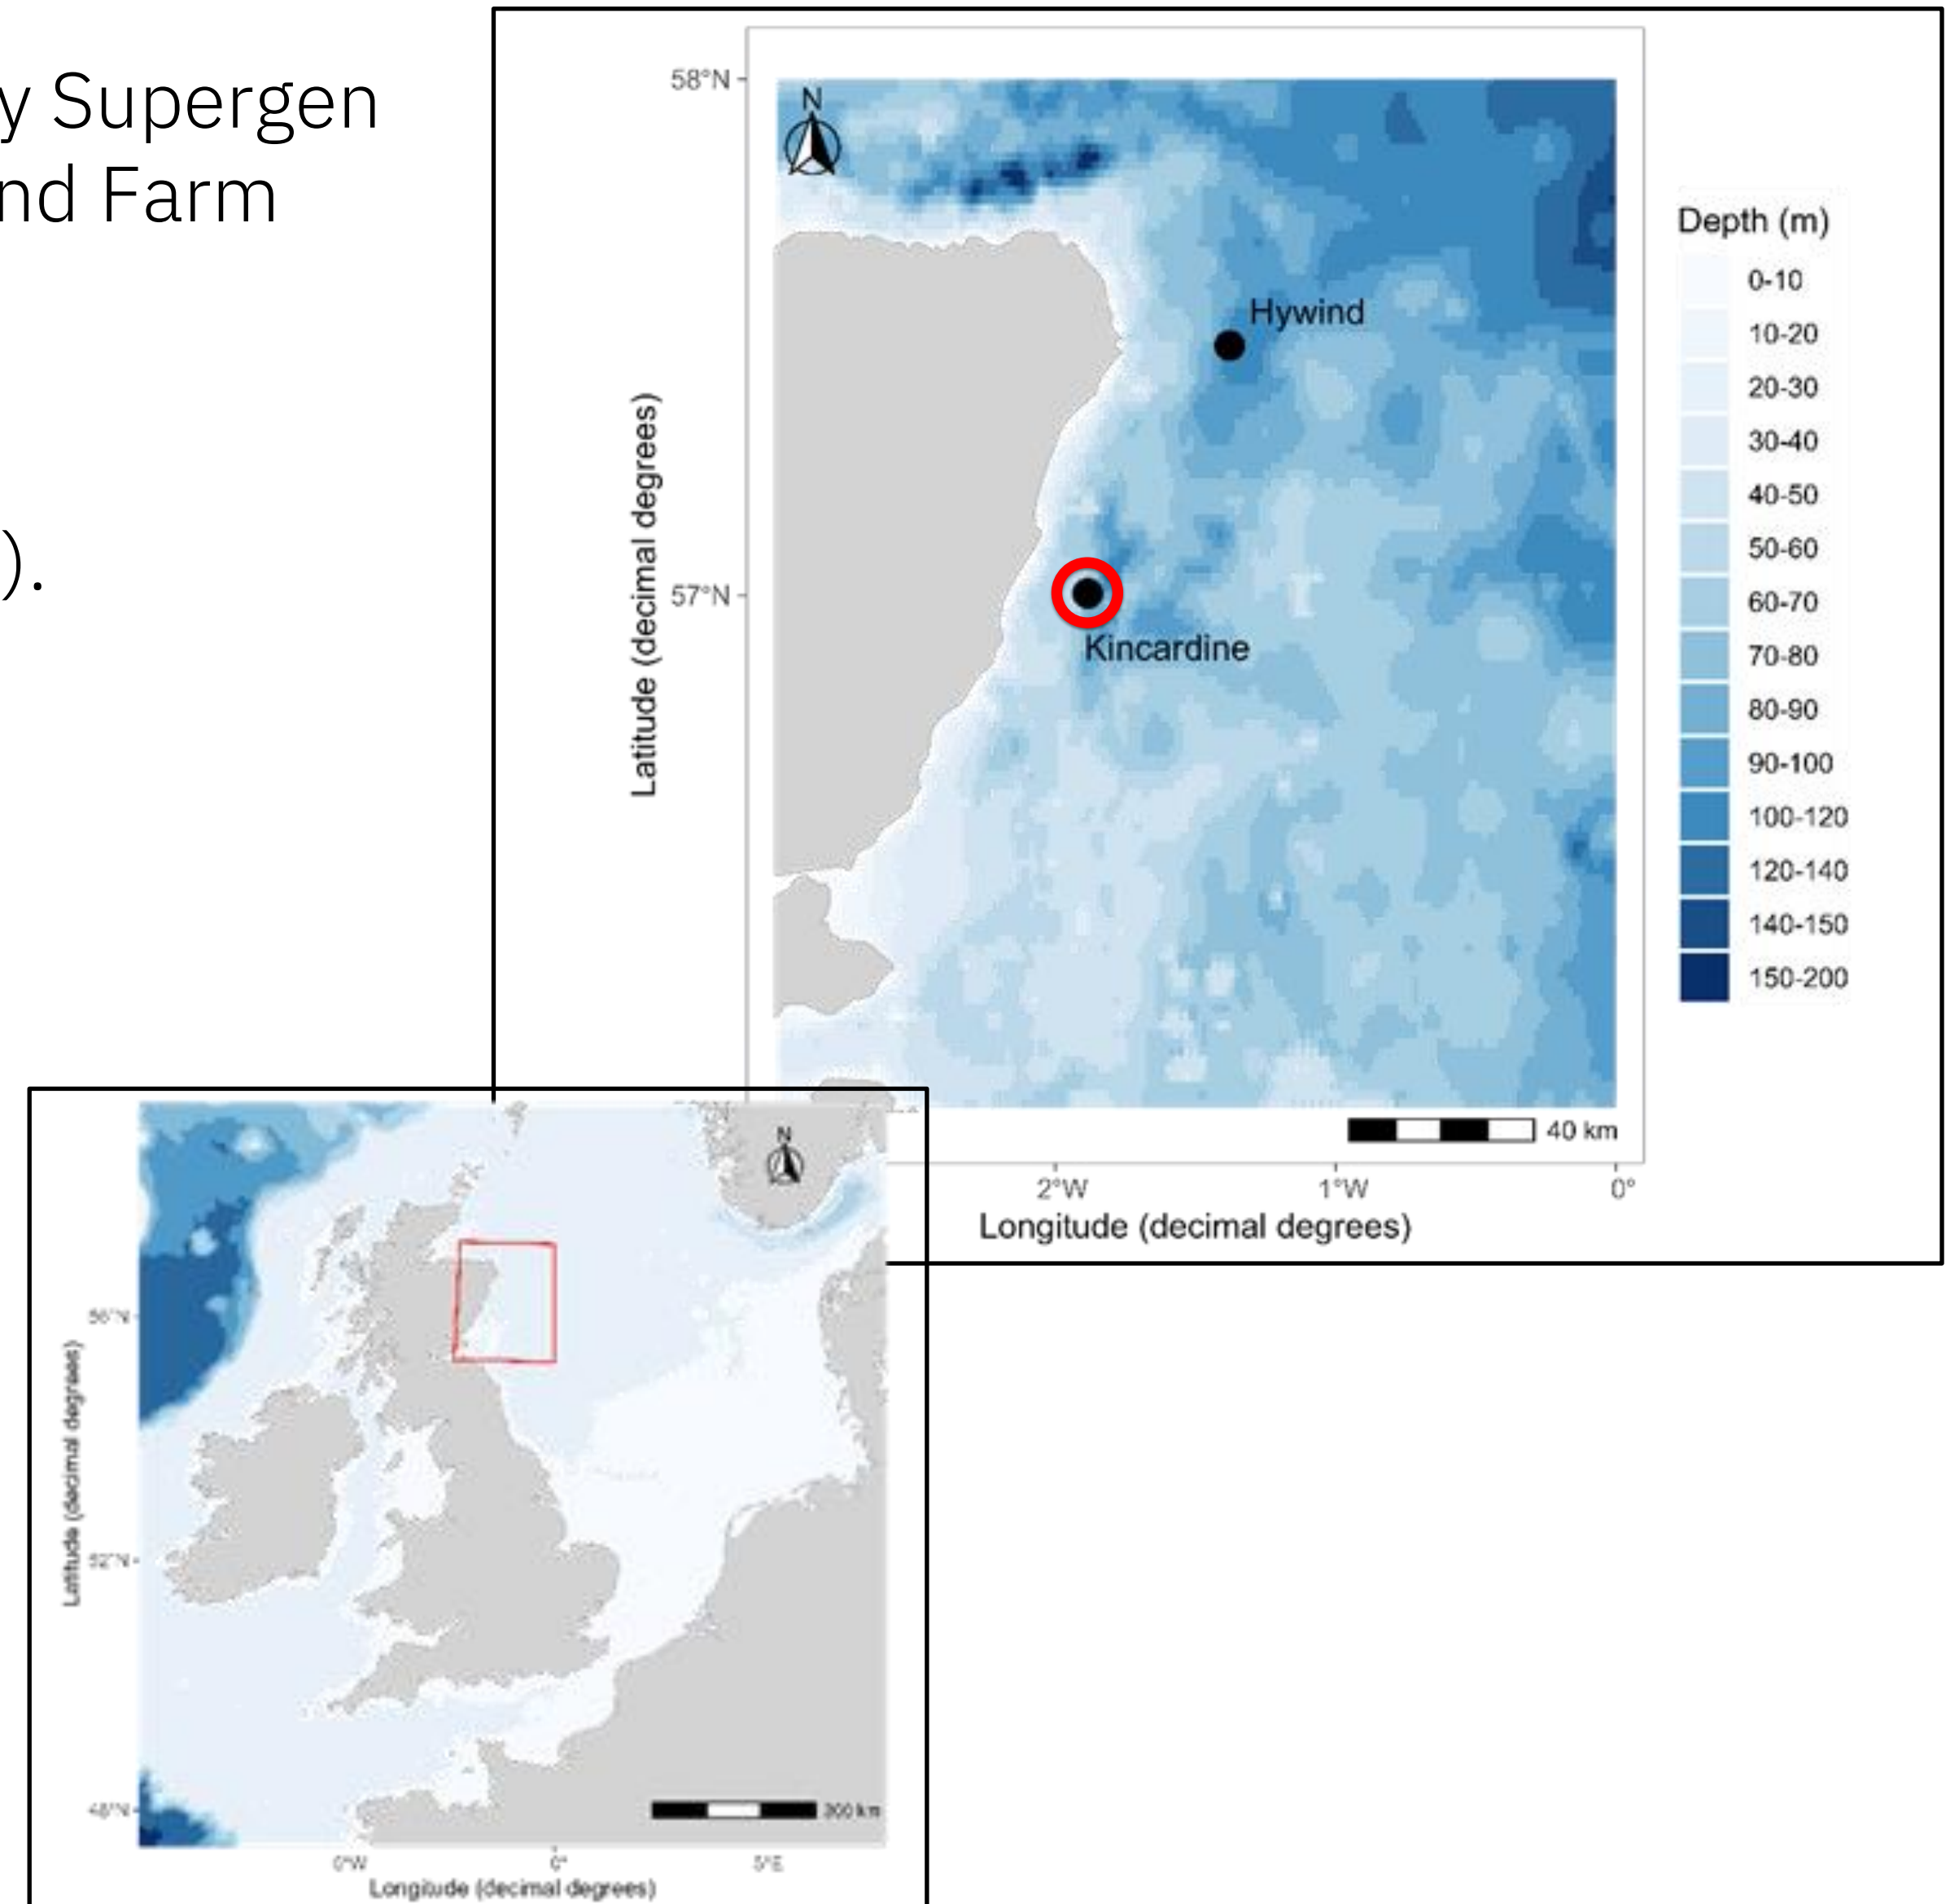 y Supergen
nd Farm
).
58°N
57°N
Latitude (decimal degrees)
N
Hywind
Kincardine
Depth (m)
0-10
10-20
20-30
30-40
40-50
50-60
60-70
70-80
80-90
90-100
100-120
120-140
140-150
150-200
40 km
2°W
1°W
0°
Longitude (decimal degrees)
N
56°N
52°N
48°N
Latitude (decimal degrees)
300 km
0°
5°E
Longitude (decimal degrees)